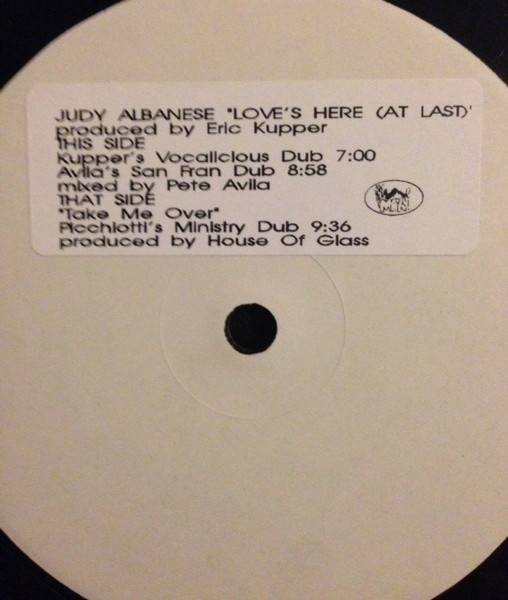 JUDY ALBANESE "LOVE'S HERE (AT LAST)"
produced by Eric Kupper
THIS SIDE
Kupper's Vocalicious Dub 7:00
Avila's San Fran Dub 8:58
mixed by Pete Avila
THAT SIDE
"Take Me Over"
Picchiotti's Ministry Dub 9:36
produced by House Of Glass